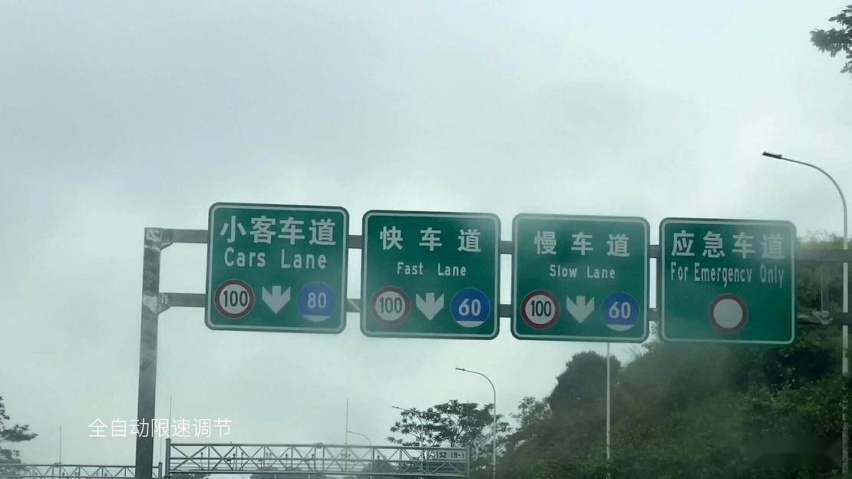 小客车道
Cars Lane
100
80
快车道
Fast Lane
100
60
慢车道
Slow Lane
100
60
应急车道
For Emergency Only
全自动限速调节